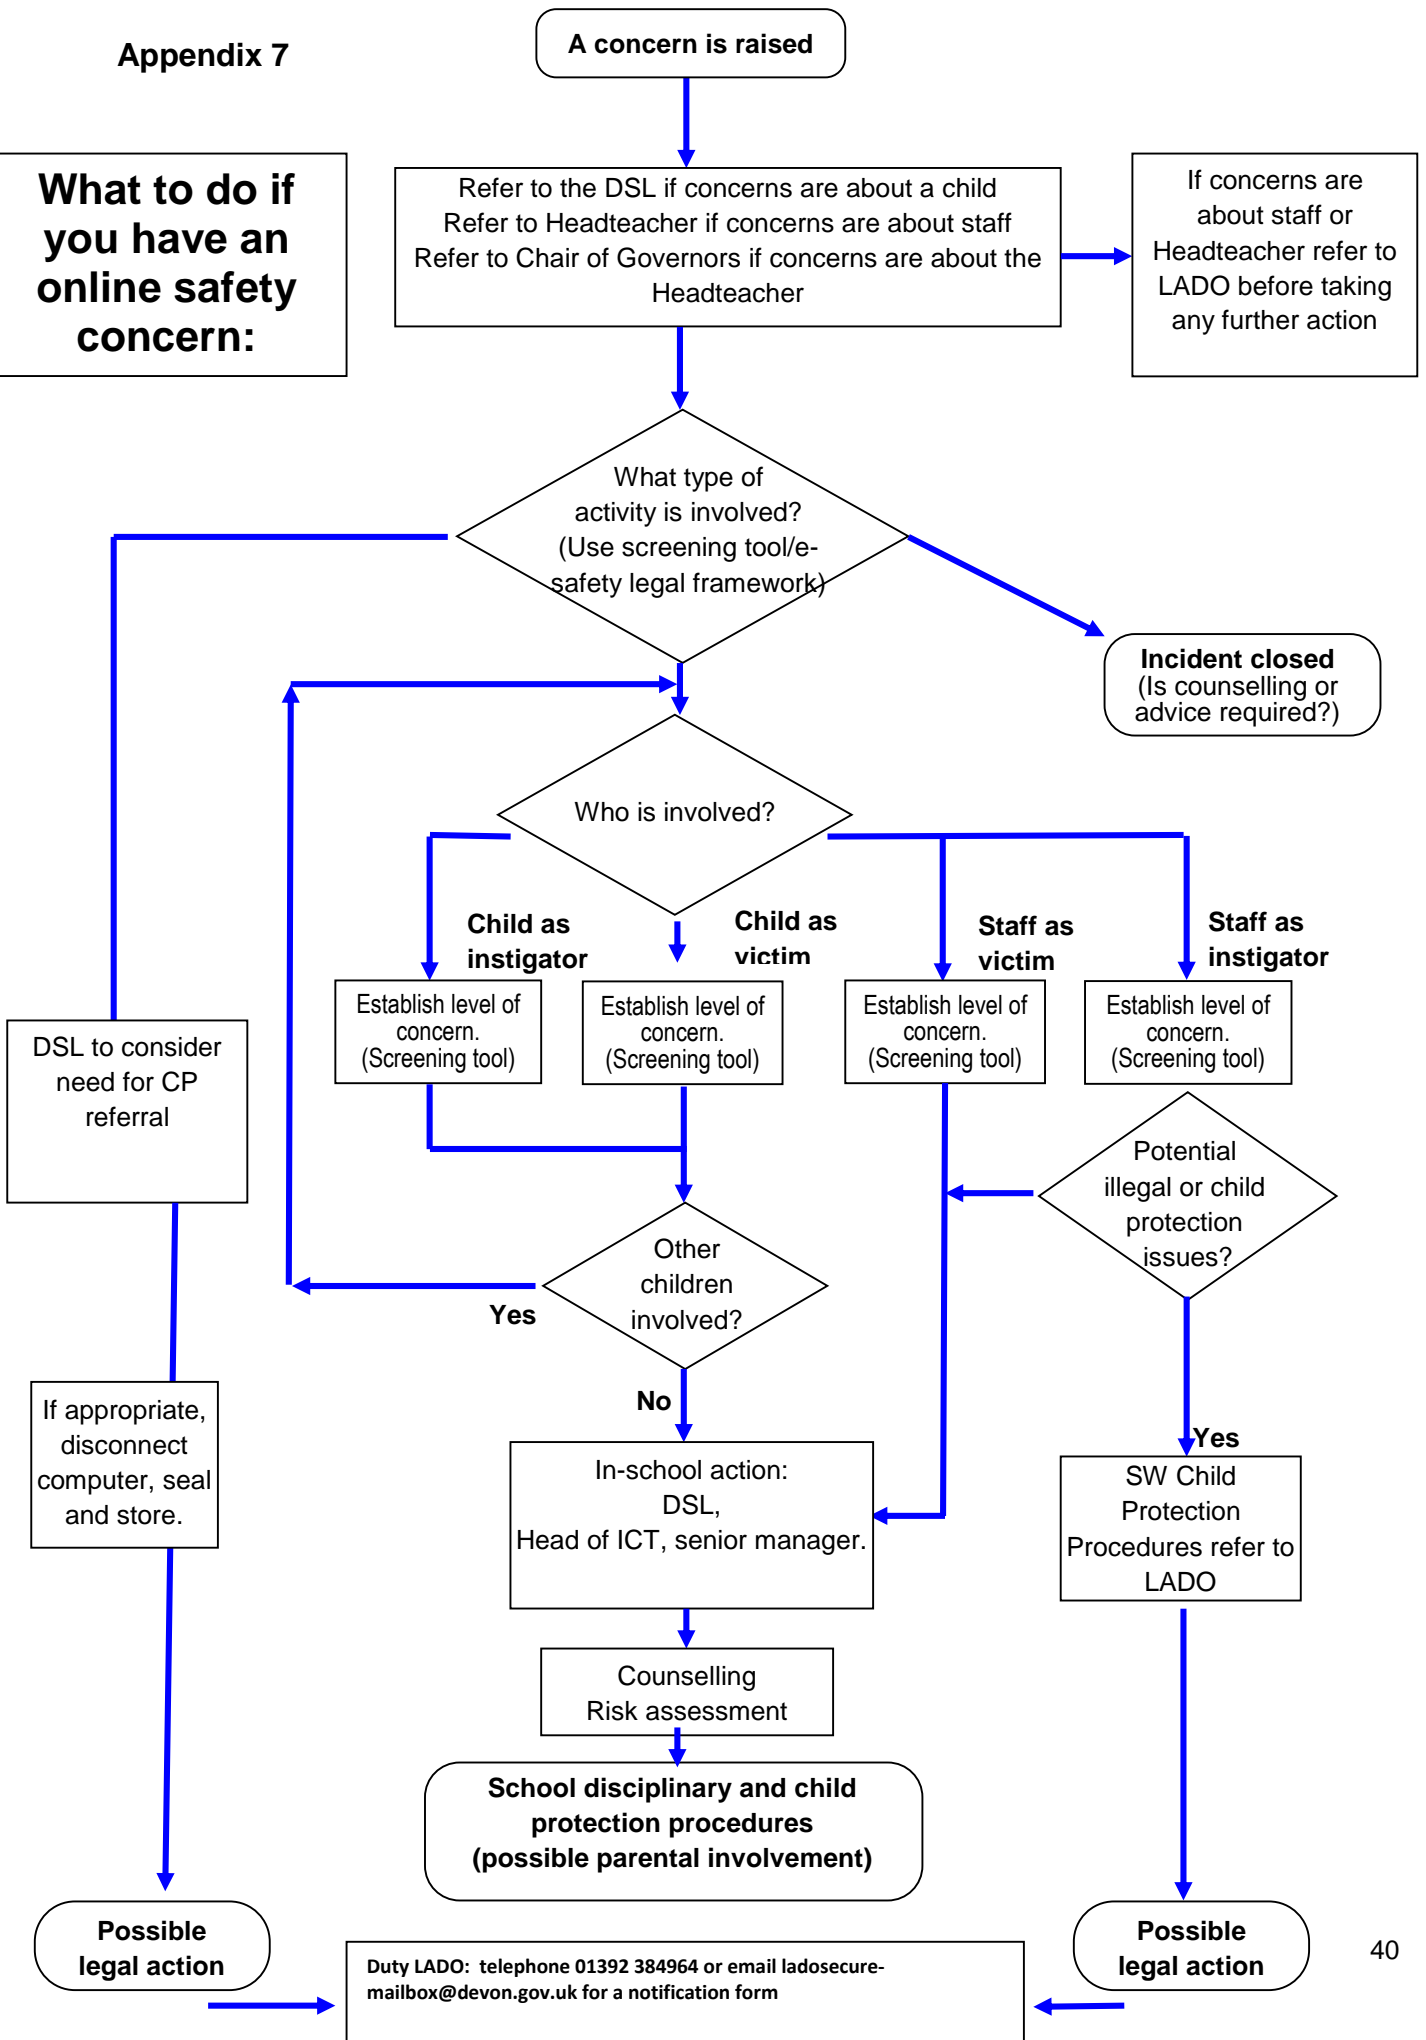 Appendix 7
A concern is raised
What to do if
you have an
online safety
concern:
Refer to the DSL if concerns are about a child
Refer to Headteacher if concerns are about staff
Refer to Chair of Governors if concerns are about the
Headteacher
If concerns are
about staff or
Headteacher refer to
LADO before taking
any further action
What type of
activity is involved?
(Use screening tool/e-
safety legal framework)
Incident closed
(Is counselling or
advice required?)
Who is involved?
Child as
instigator
Child as
victim
Staff as
victim
Staff as
instigator
Establish level of
concern.
(Screening tool)
Establish level of
concern.
(Screening tool)
Establish level of
concern.
(Screening tool)
Establish level of
concern.
(Screening tool)
DSL to consider
need for CP
referral
Potential
illegal or child
protection
issues?
Other
children
involved?
Yes
No
Yes
If appropriate,
disconnect
computer, seal
and store.
In-school action:
DSL,
Head of ICT, senior manager.
SW Child
Protection
Procedures refer to
LADO
Counselling
Risk assessment
School disciplinary and child
protection procedures
(possible parental involvement)
Possible
legal action
Possible
legal action
Duty LADO: telephone 01392 384964 or email ladosecure-
mailbox@devon.gov.uk for a notification form
40